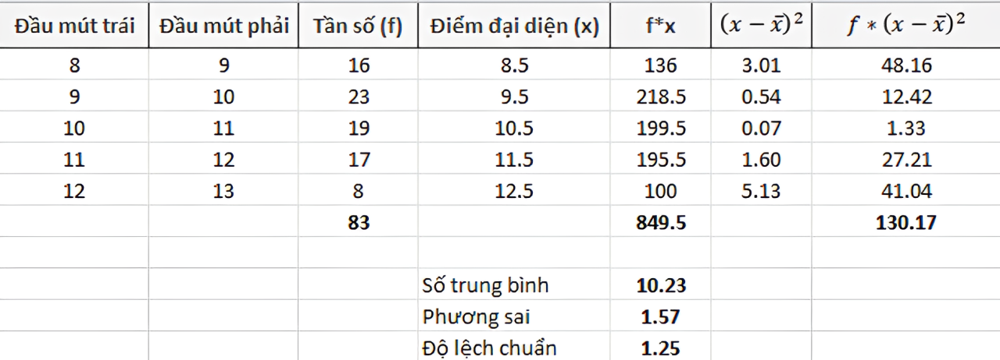 Đầu mút trái Đầu mút phải Tần số (f) Điểm đại diện (x) f*x (x − x̄)² f ∗ (x − x̄)²
8 9 16 8.5 136 3.01 48.16
9 10 23 9.5 218.5 0.54 12.42
10 11 19 10.5 199.5 0.07 1.33
11 12 17 11.5 195.5 1.60 27.21
12 13 8 12.5 100 5.13 41.04
83 849.5 130.17
Số trung bình 10.23
Phương sai 1.57
Độ lệch chuẩn 1.25